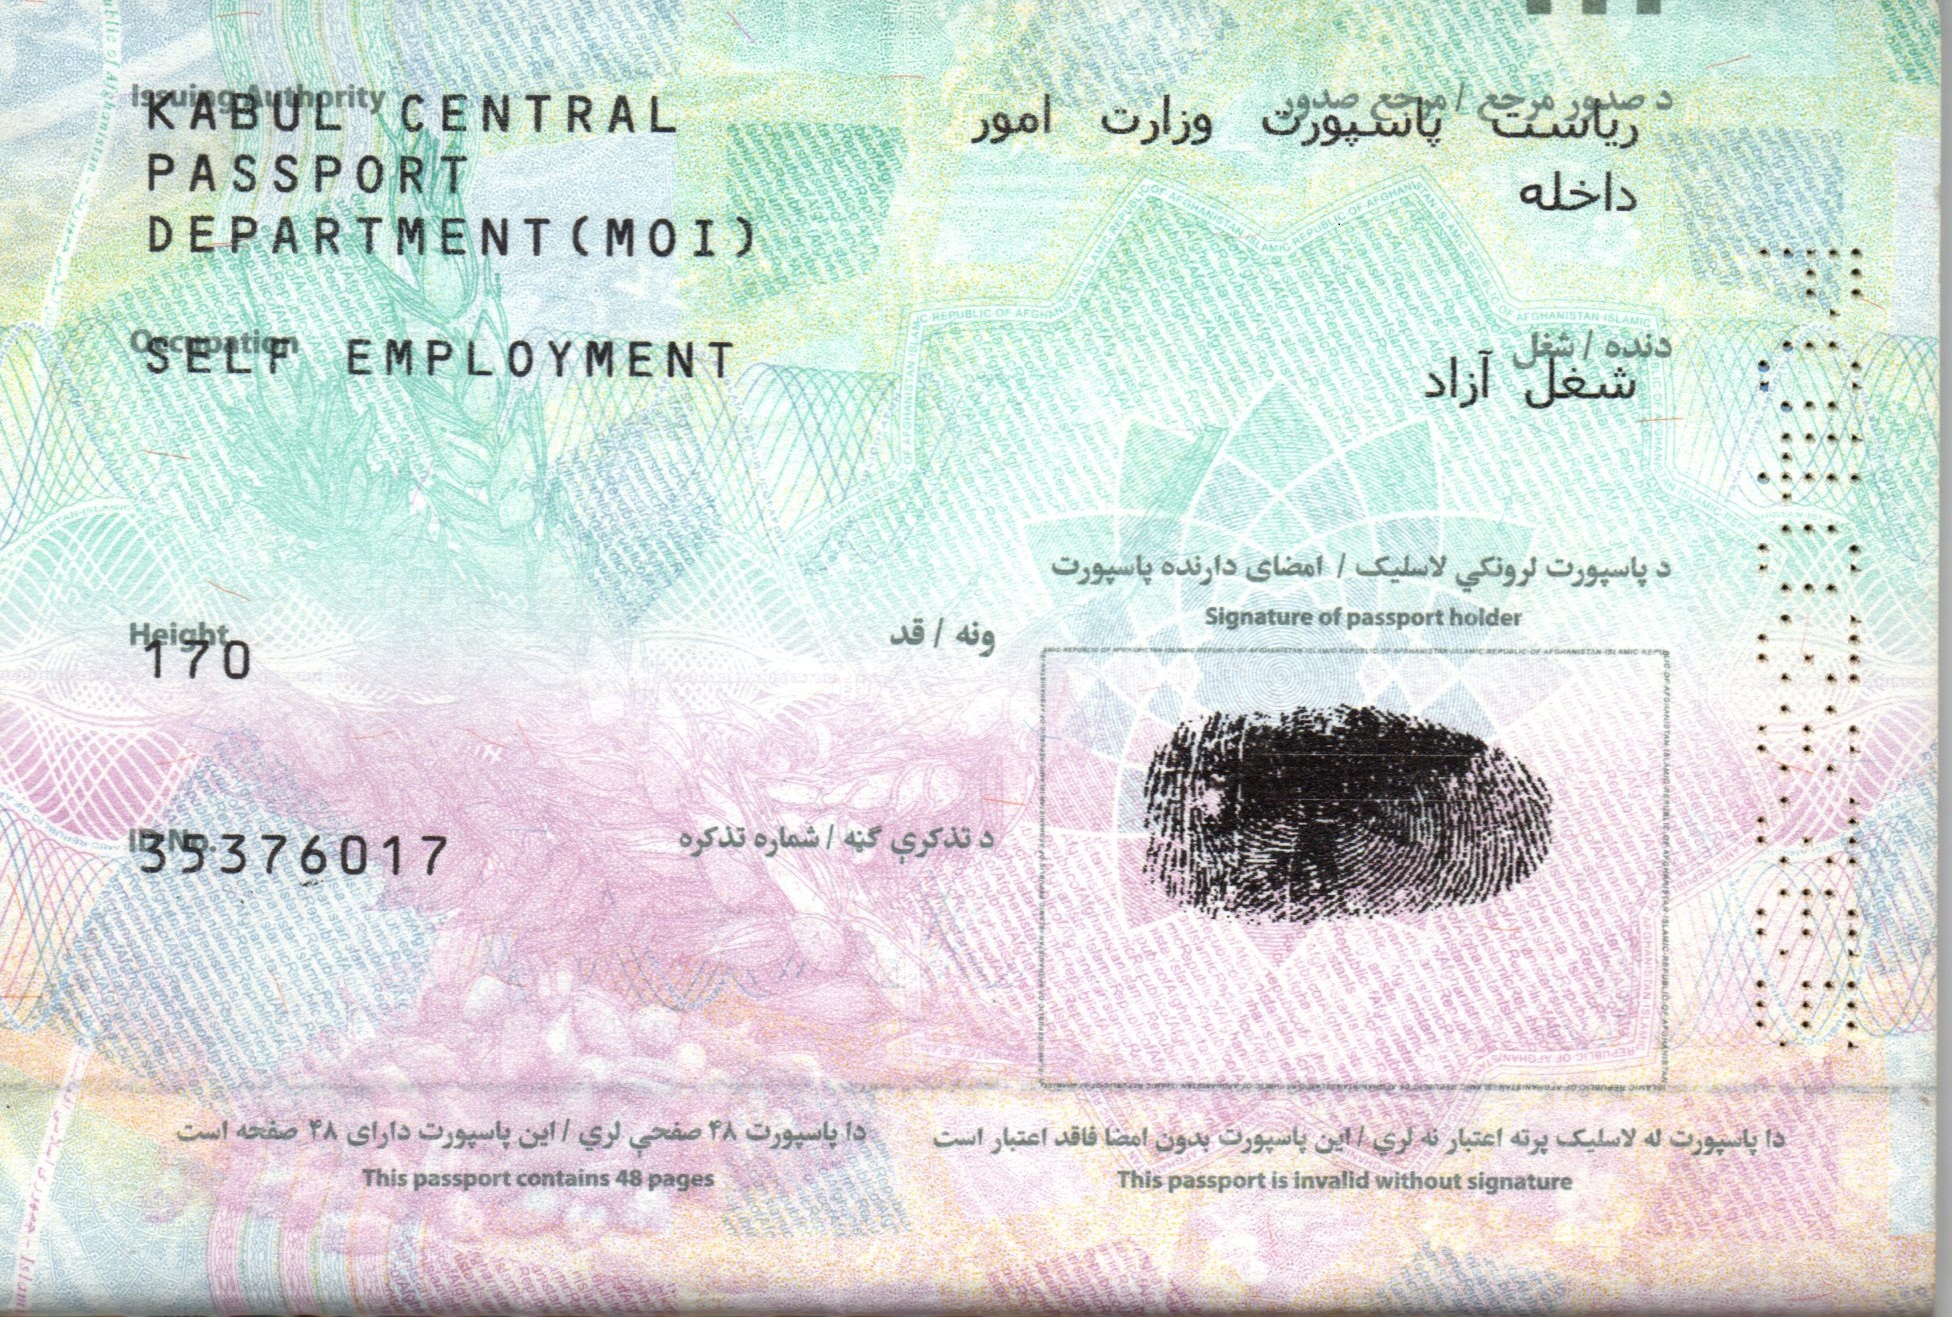 Issuing Authority
د صدور مرجع / مرجع صدور
KABUL CENTRAL
PASSPORT
DEPARTMENT(MOI)
ریاست پاسپورت وزارت امور
داخله
Occupation
دنده / شغل
SELF EMPLOYMENT
شغل آزاد
د پاسپورت لرونکي لاسلیک / امضای دارنده پاسپورت
Signature of passport holder
Height
ونه / قد
170
ID No.
د تذکرې ګڼه / شماره تذکره
35376017
دا پاسپورت ۴۸ صفحې لري / این پاسپورت دارای ۴۸ صفحه است
This passport contains 48 pages
دا پاسپورت له لاسلیک پرته اعتبار نه لري / این پاسپورت بدون امضا فاقد اعتبار است
This passport is invalid without signature